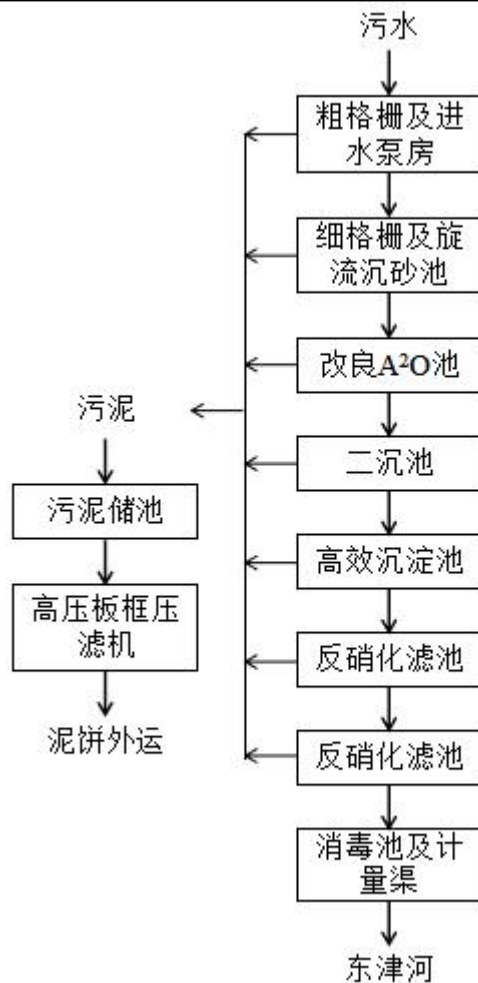 污水
粗格栅及进
水泵房
细格栅及旋
流沉砂池
改良A²O池
二沉池
高效沉淀池
反硝化滤池
反硝化滤池
消毒池及计
量渠
东津河
污泥
污泥储池
高压板框压
滤机
泥饼外运